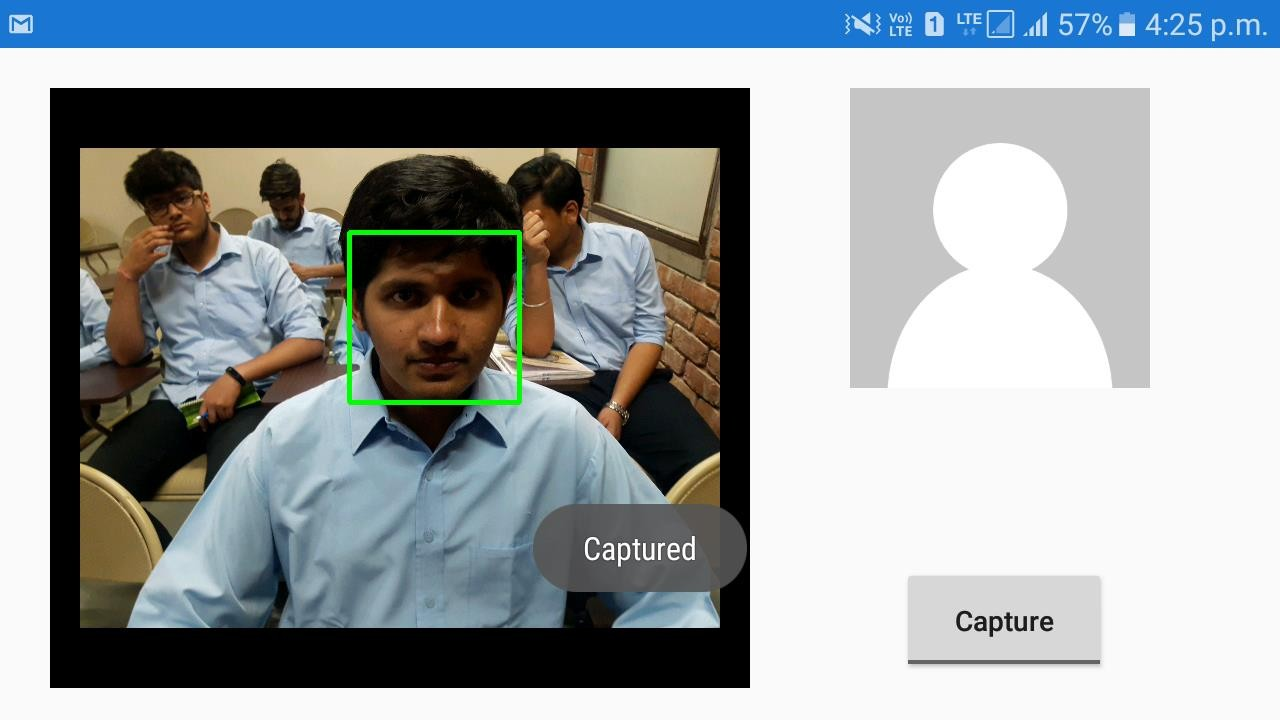 Vo)) LTE 1 LTE 57% 4:25 p.m.
Captured
Capture